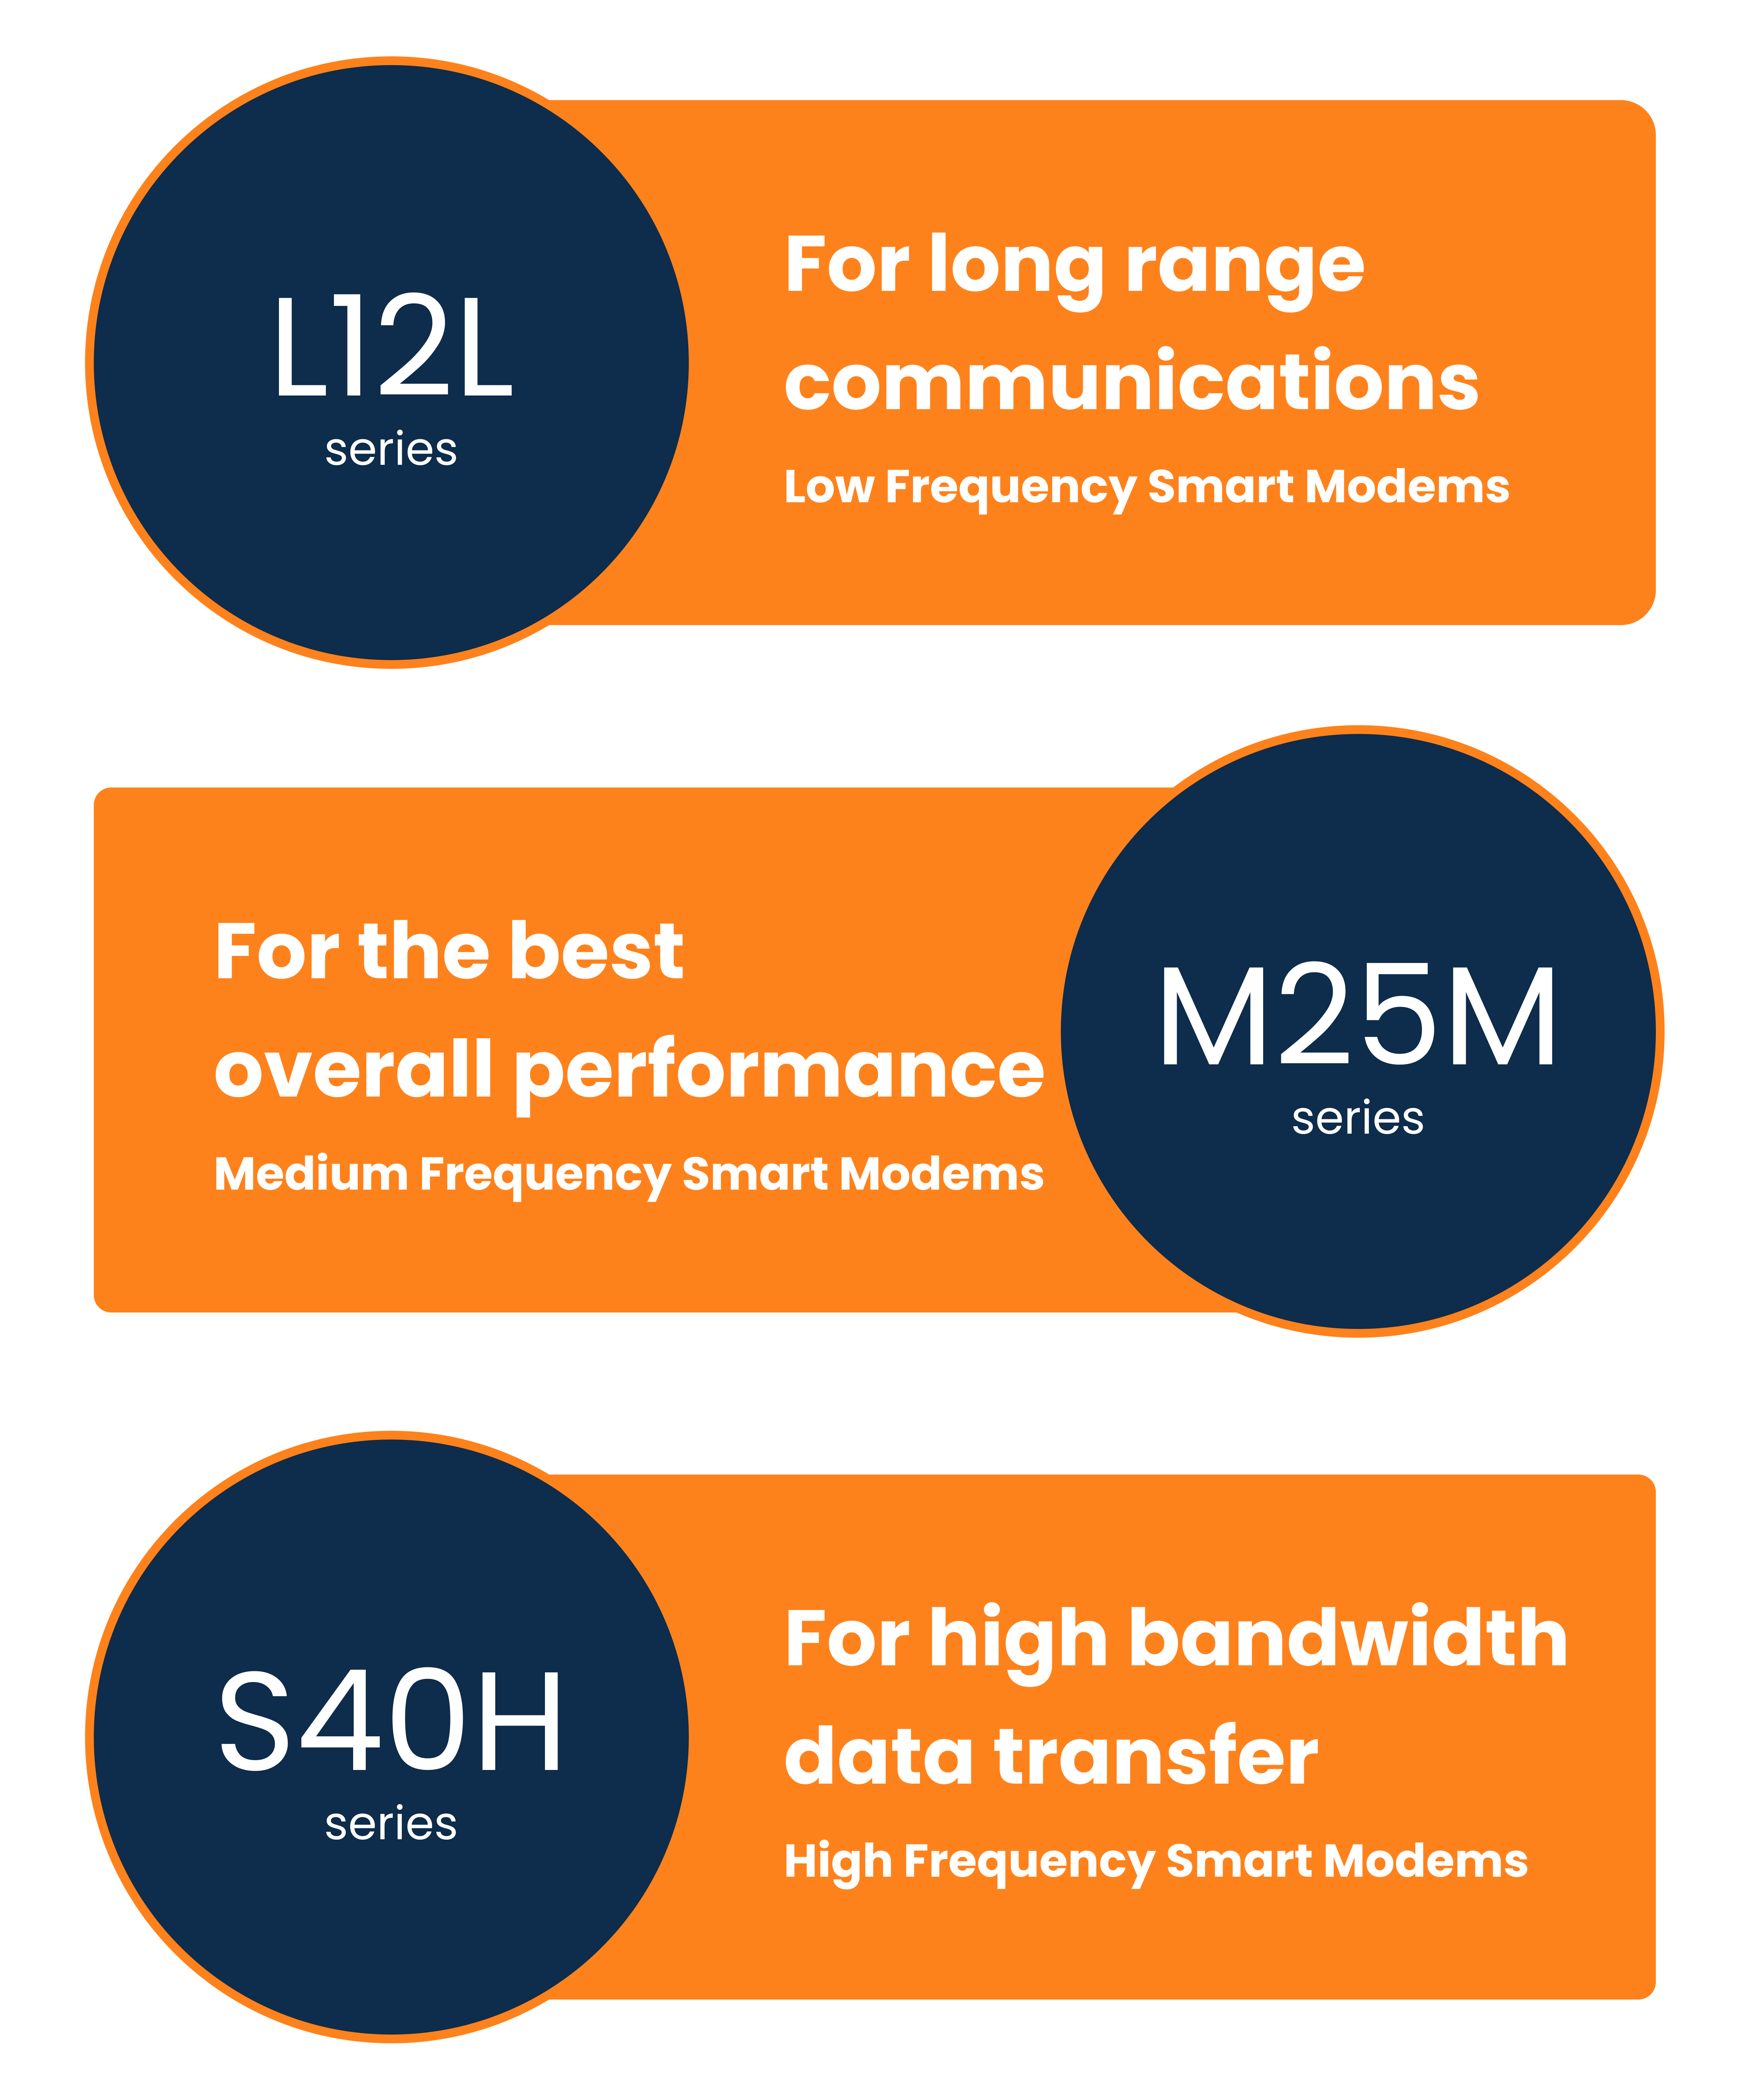 L12L
series
For long range
communications
Low Frequency Smart Modems
For the best
overall performance
Medium Frequency Smart Modems
M25M
series
S40H
series
For high bandwidth
data transfer
High Frequency Smart Modems